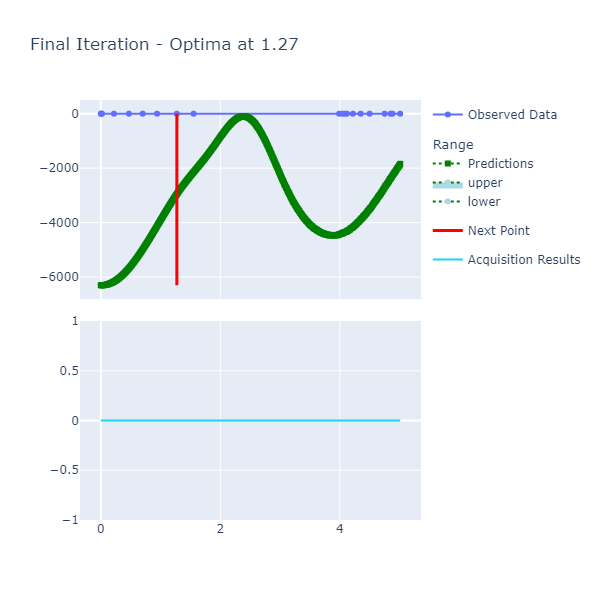 Final Iteration - Optima at 1.27
0
−2000
−4000
−6000
Observed Data
Range
Predictions
upper
lower
Next Point
Acquisition Results
1
0.5
0
−0.5
−1
0
2
4